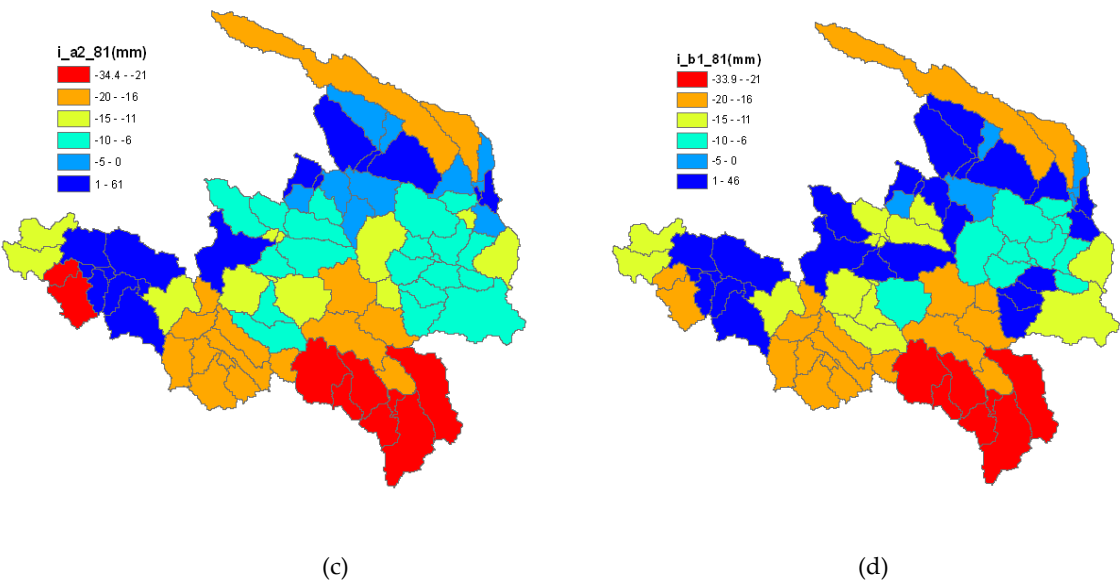 i_a2_81(mm)
-34.4 - -21
-20 - -16
-15 - -11
-10 - -6
-5 - 0
1 - 61
i_b1_81(mm)
-33.9 - -21
-20 - -16
-15 - -11
-10 - -6
-5 - 0
1 - 46
(c)
(d)